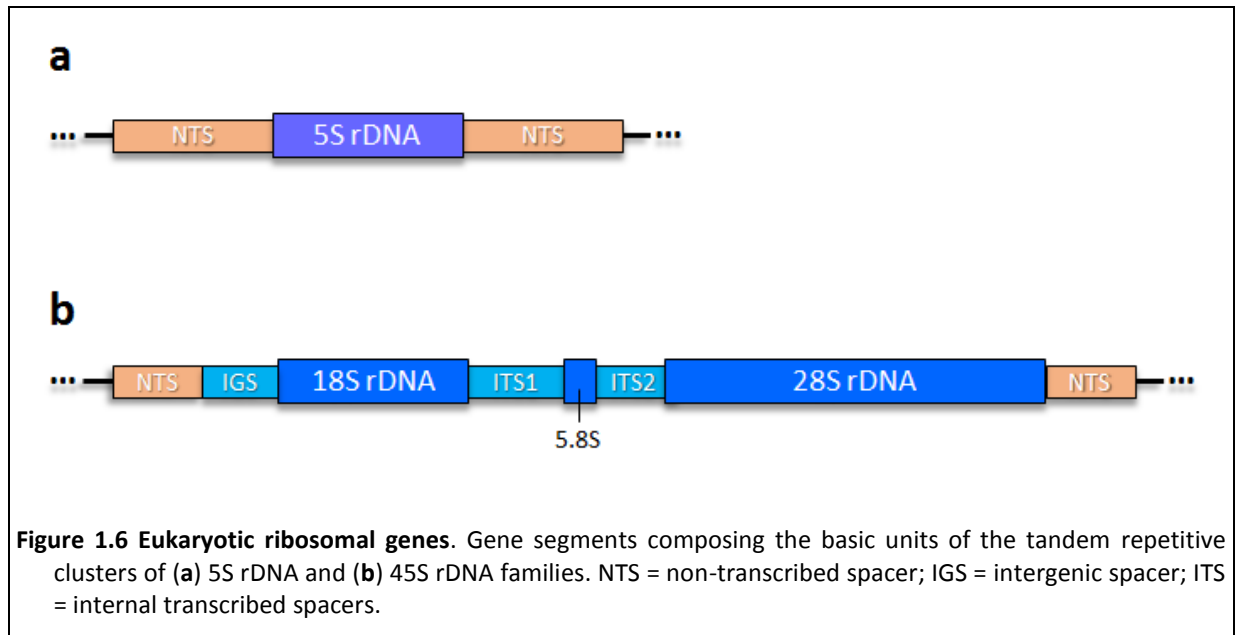 a
... NTS 5S rDNA NTS ...
b
... NTS IGS 18S rDNA ITS1 ITS2 28S rDNA NTS ...
5.8S
Figure 1.6 Eukaryotic ribosomal genes. Gene segments composing the basic units of the tandem repetitive
clusters of (a) 5S rDNA and (b) 45S rDNA families. NTS = non-transcribed spacer; IGS = intergenic spacer; ITS
= internal transcribed spacers.